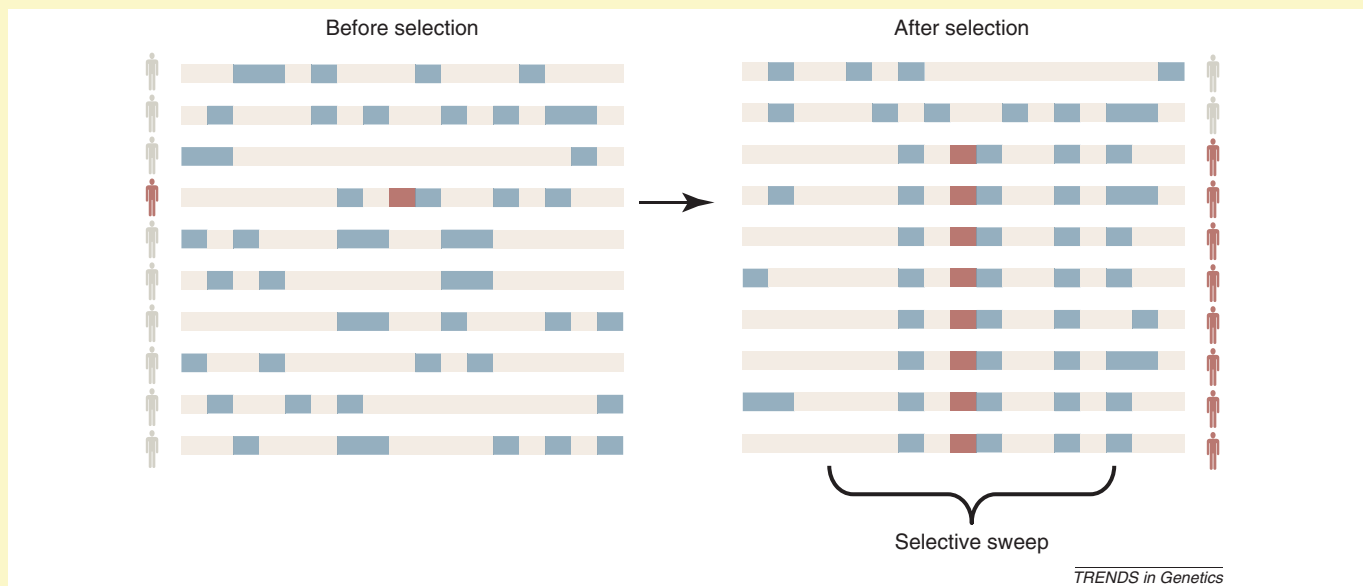 Before selection
After selection
Selective sweep
TRENDS in Genetics